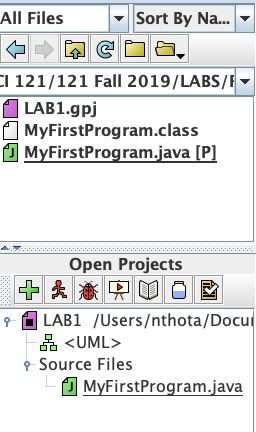 All Files Sort By Na...
CI 121/121 Fall 2019/LABS/
LAB1.gpj
MyFirstProgram.class
MyFirstProgram.java [P]
Open Projects
LAB1 /Users/nthota/Docu
<UML>
Source Files
MyFirstProgram.java